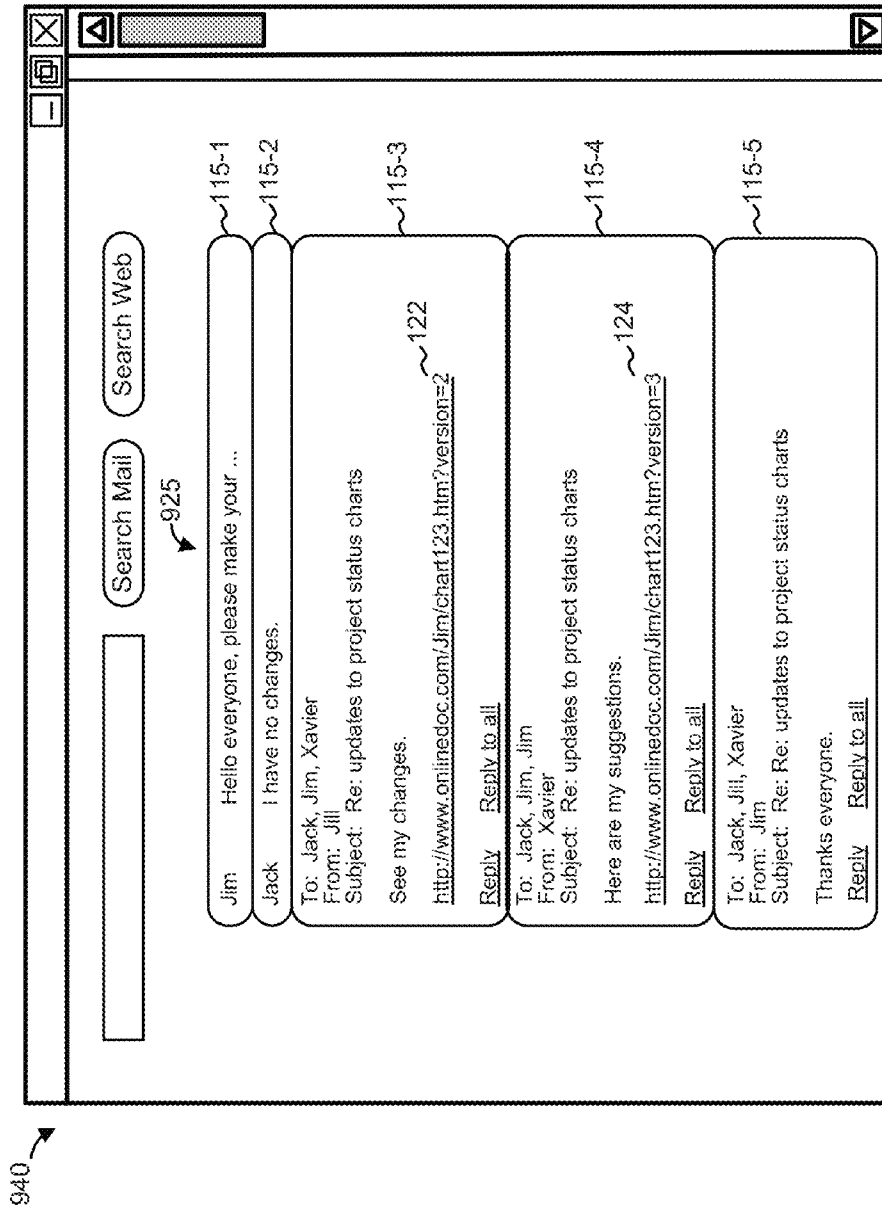 940
Search Mail
Search Web
925
Jim Hello everyone, please make your ...
115-1
Jack I have no changes.
115-2
To: Jack, Jim, Xavier
From: Jill
Subject: Re: updates to project status charts
See my changes.
http://www.onlinedoc.com/Jim/chart123.htm?version=2
122
Reply Reply to all
115-3
To: Jack, Jim, Jim
From: Xavier
Subject: Re: updates to project status charts
Here are my suggestions.
http://www.onlinedoc.com/Jim/chart123.htm?version=3
124
Reply Reply to all
115-4
To: Jack, Jill, Xavier
From: Jim
Subject: Re: Re: updates to project status charts
Thanks everyone.
Reply Reply to all
115-5